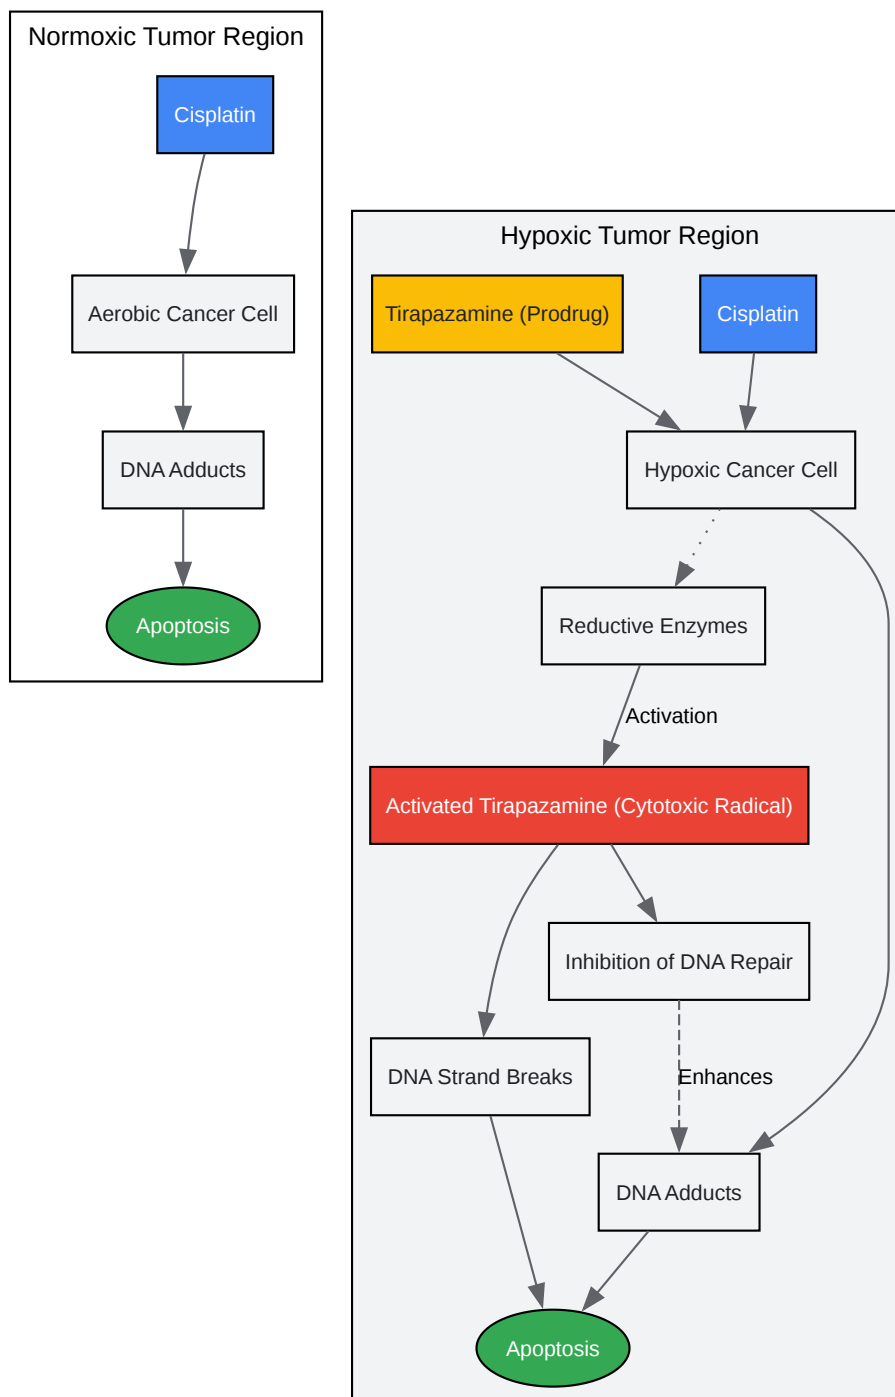 Normoxic Tumor Region
Cisplatin
Aerobic Cancer Cell
DNA Adducts
Apoptosis
Hypoxic Tumor Region
Tirapazamine (Prodrug)
Cisplatin
Hypoxic Cancer Cell
Reductive Enzymes
Activation
Activated Tirapazamine (Cytotoxic Radical)
Inhibition of DNA Repair
DNA Strand Breaks
Enhances
DNA Adducts
Apoptosis